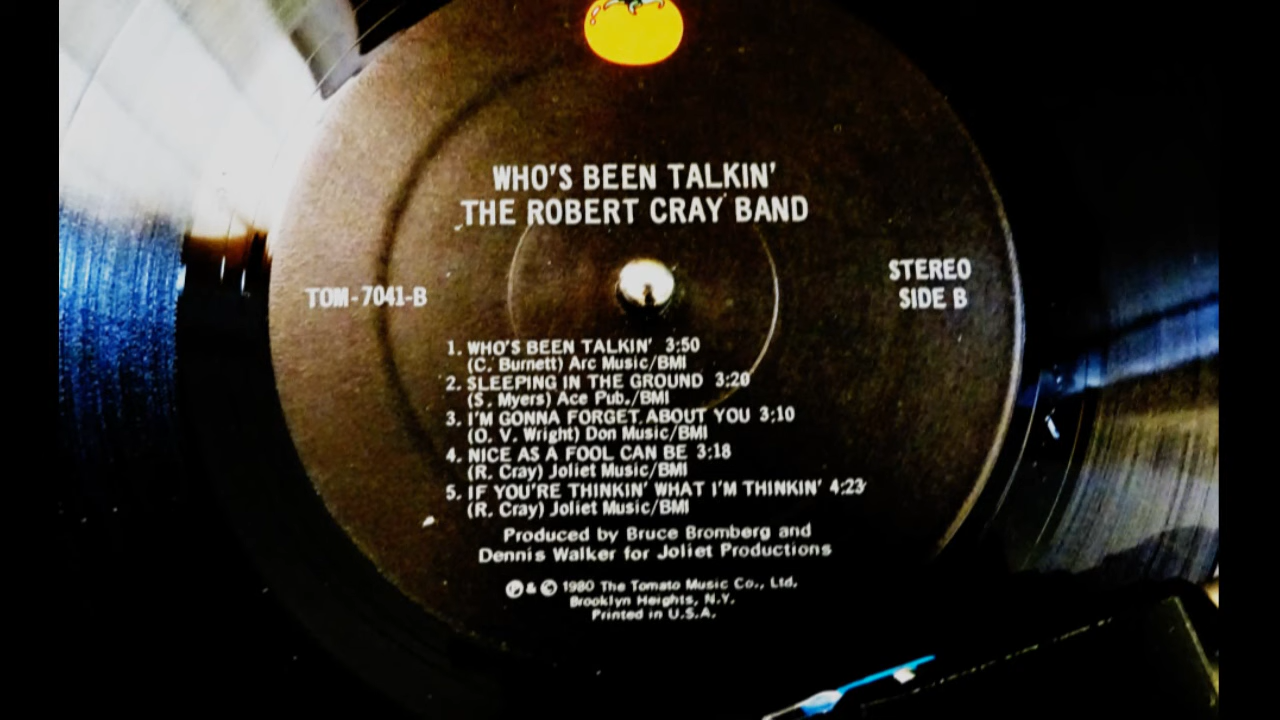 WHO'S BEEN TALKIN'
THE ROBERT CRAY BAND
TOM-7041-B
STEREO
SIDE B
1. WHO'S BEEN TALKIN' 3:50
(C. Burnett) Arc Music/BMI
2. SLEEPING IN THE GROUND 3:20
(S. Myers) Ace Pub./BMI
3. I'M GONNA FORGET ABOUT YOU 3:10
(O. V. Wright) Don Music/BMI
4. NICE AS A FOOL CAN BE 3:18
(R. Cray) Joliet Music/BMI
5. IF YOU'RE THINKIN' WHAT I'M THINKIN' 4:23
(R. Cray) Joliet Music/BMI
Produced by Bruce Bromberg and
Dennis Walker for Joliet Productions
℗ & © 1980 The Tomato Music Co., Ltd.
Brooklyn Heights, N.Y.
Printed in U.S.A.